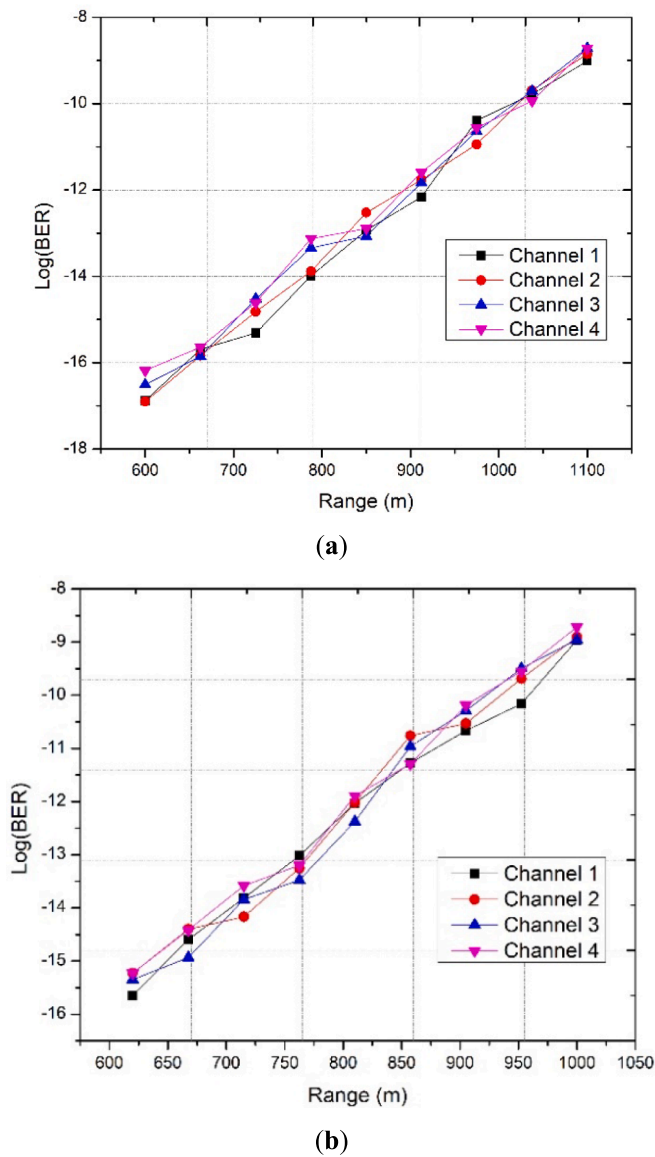 -8
-10
-12
-14
-16
-18
Log(BER)
Channel 1
Channel 2
Channel 3
Channel 4
600 700 800 900 1000 1100
Range (m)
(a)
-8
-9
-10
-11
-12
-13
-14
-15
-16
Log(BER)
Channel 1
Channel 2
Channel 3
Channel 4
600 650 700 750 800 850 900 950 1000 1050
Range (m)
(b)